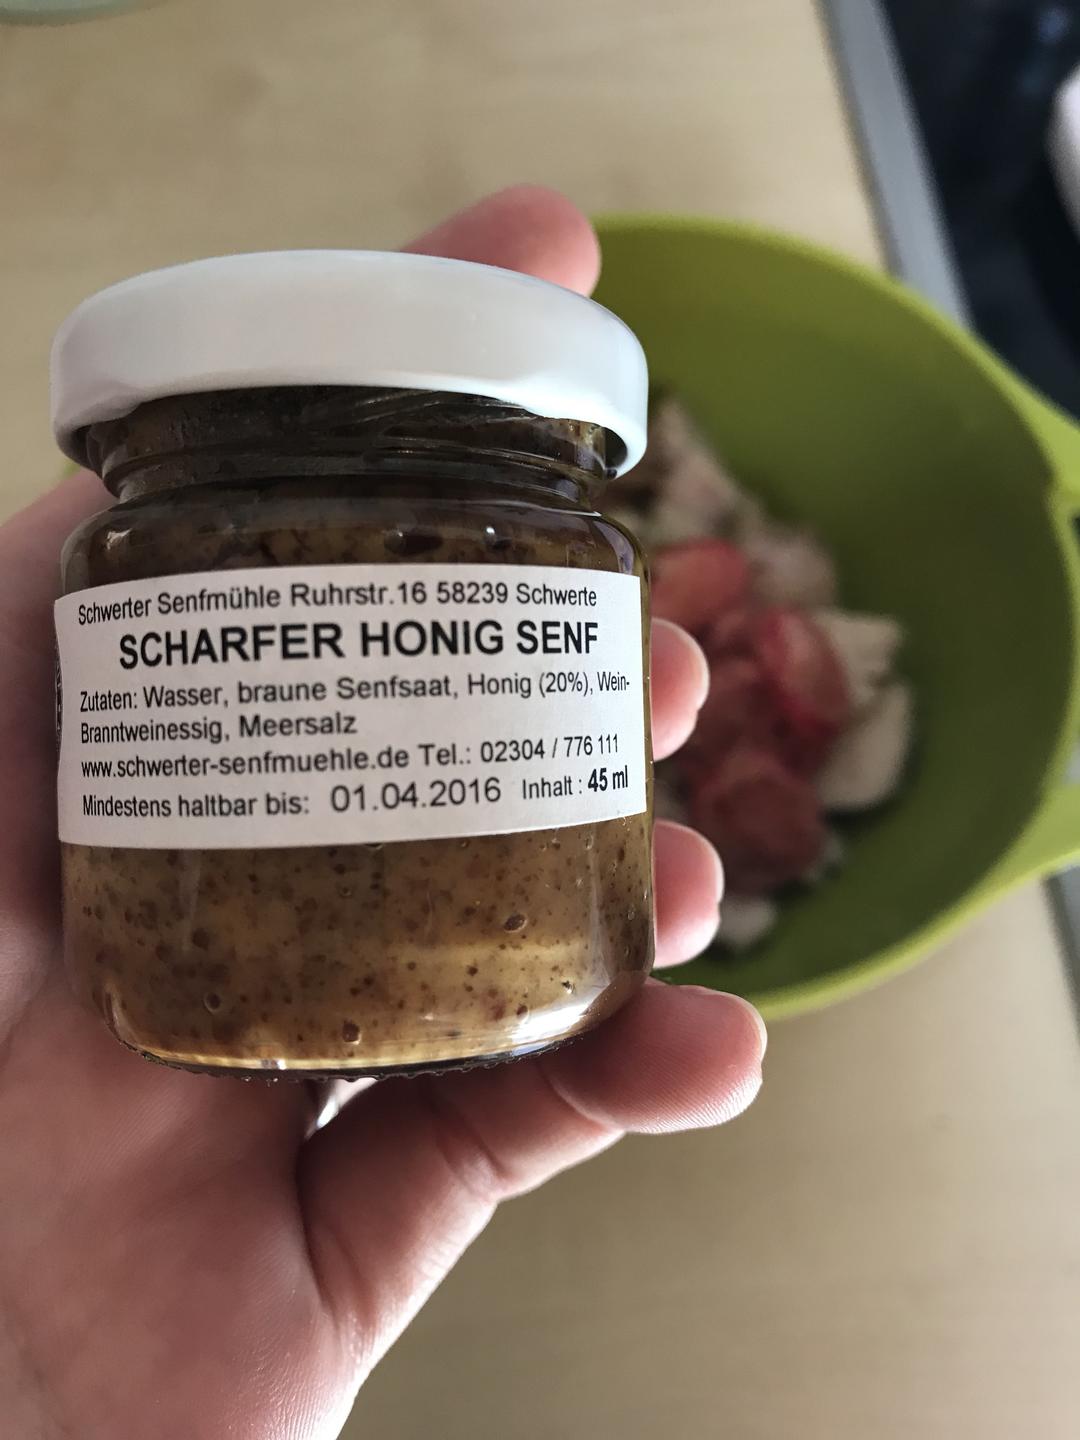 Schwerter Senfmühle Ruhrstr.16 58239 Schwerte
SCHARFER HONIG SENF
Zutaten: Wasser, braune Senfsaat, Honig (20%), Wein-
Branntweinessig, Meersalz
www.schwerter-senfmuehle.de Tel.: 02304 / 776 111
Mindestens haltbar bis: 01.04.2016 Inhalt : 45 ml